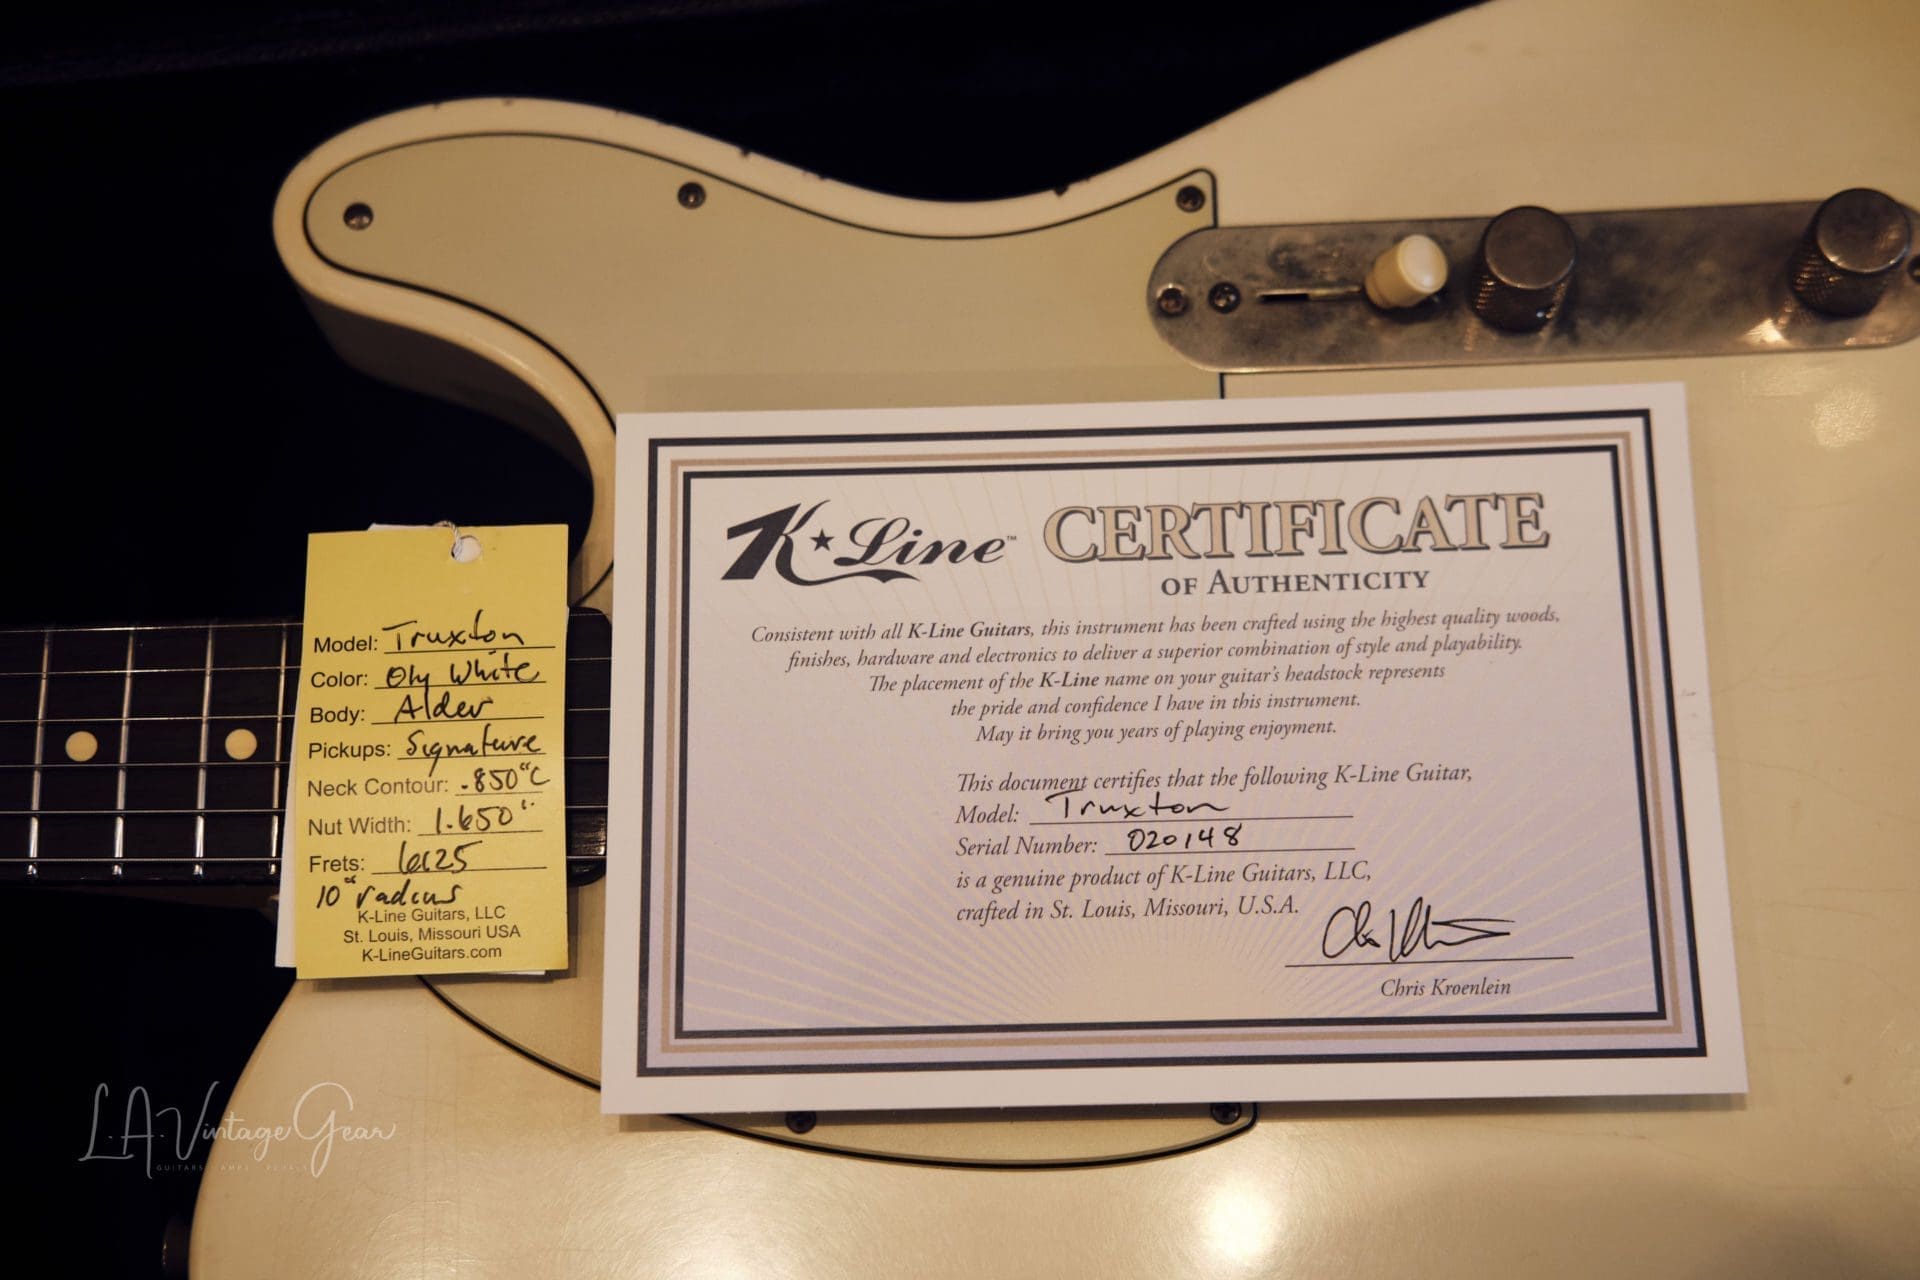 Model: Truxton
Color: Oly White
Body: Alder
Pickups: Signature
Neck Contour: .850" C
Nut Width: 1.650"
Frets: 6125
10" radius
K-Line Guitars, LLC
St. Louis, Missouri USA
K-LineGuitars.com
K★Line™ CERTIFICATE
OF AUTHENTICITY
Consistent with all K-Line Guitars, this instrument has been crafted using the highest quality woods,
finishes, hardware and electronics to deliver a superior combination of style and playability.
The placement of the K-Line name on your guitar's headstock represents
the pride and confidence I have in this instrument.
May it bring you years of playing enjoyment.
This document certifies that the following K-Line Guitar,
Model: Truxton
Serial Number: 020148
is a genuine product of K-Line Guitars, LLC,
crafted in St. Louis, Missouri, U.S.A.
Chris Kroenlein
L.A. Vintage Gear
GUITARS · AMPS · PEDALS